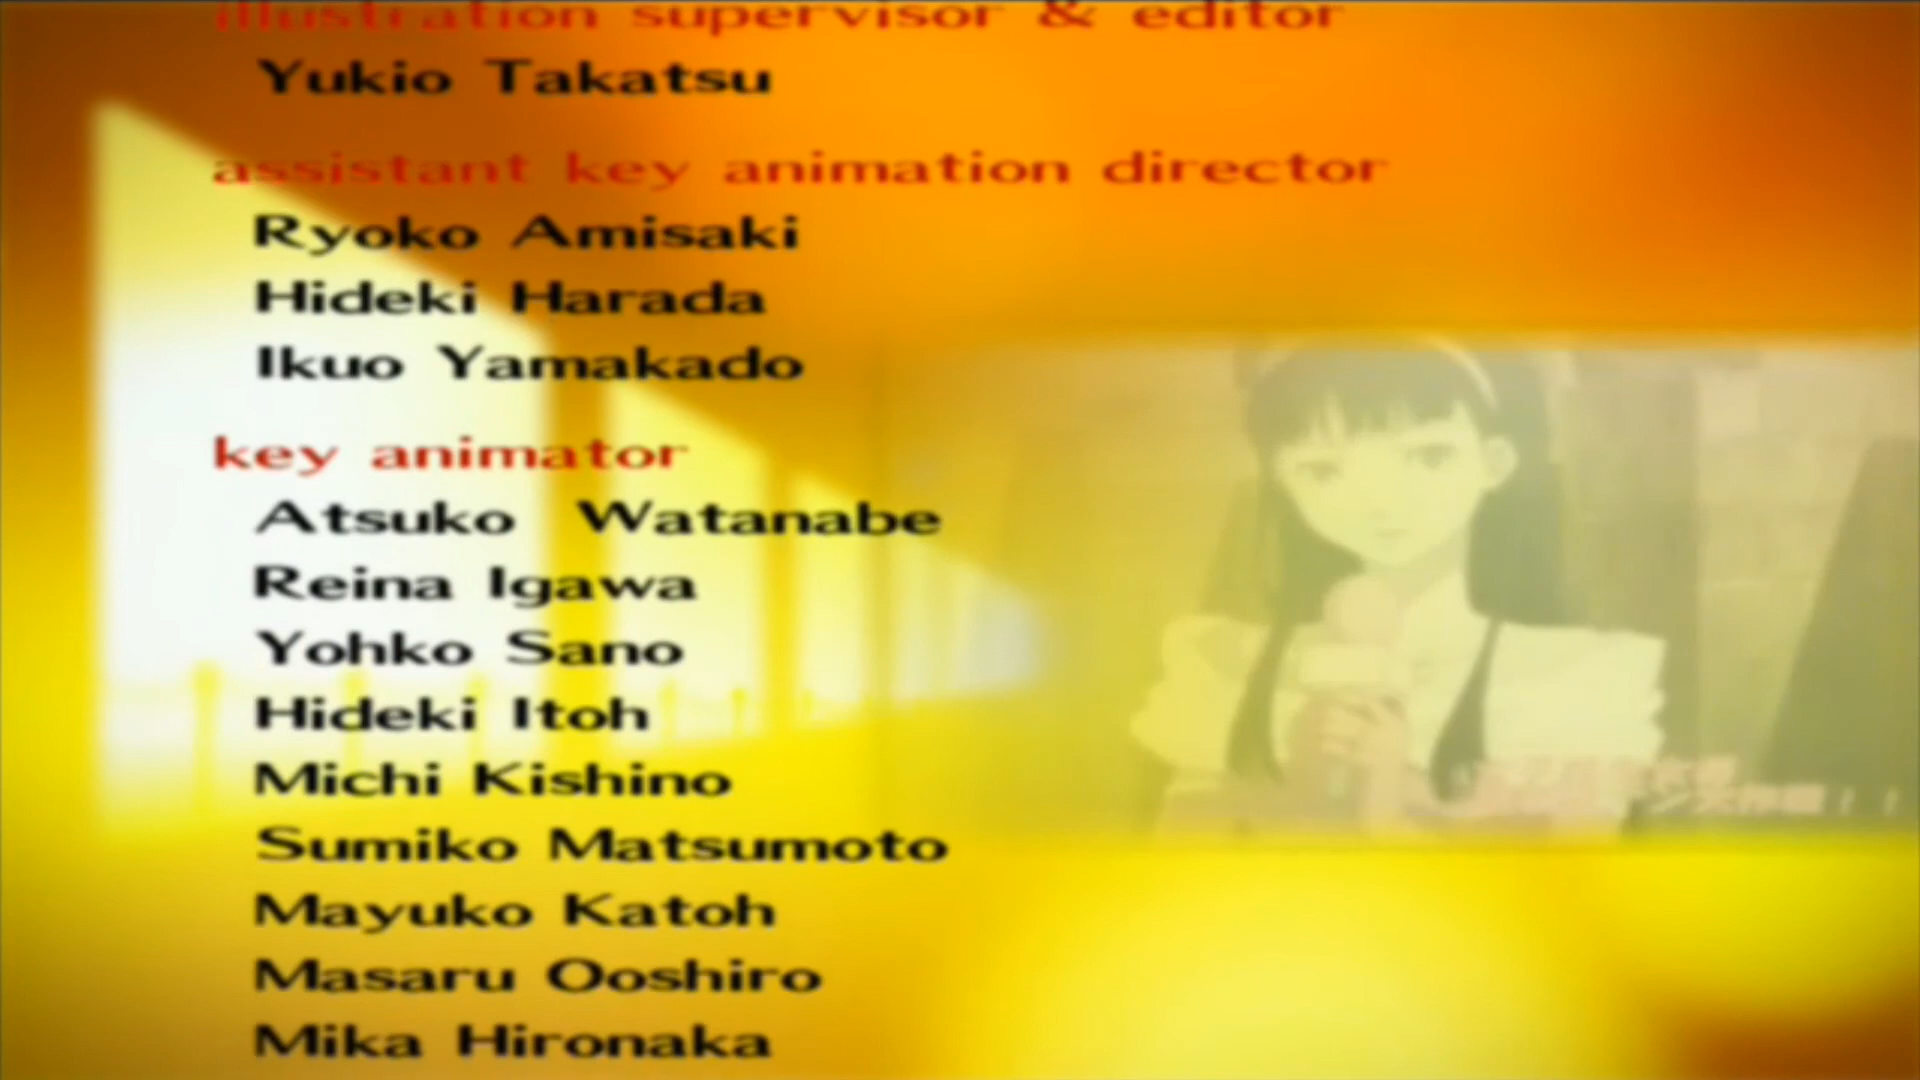 illustration supervisor & editor
Yukio Takatsu
assistant key animation director
Ryoko Amisaki
Hideki Harada
Ikuo Yamakado
key animator
Atsuko Watanabe
Reina Igawa
Yohko Sano
Hideki Itoh
Michi Kishino
Sumiko Matsumoto
Mayuko Katoh
Masaru Ooshiro
Mika Hironaka